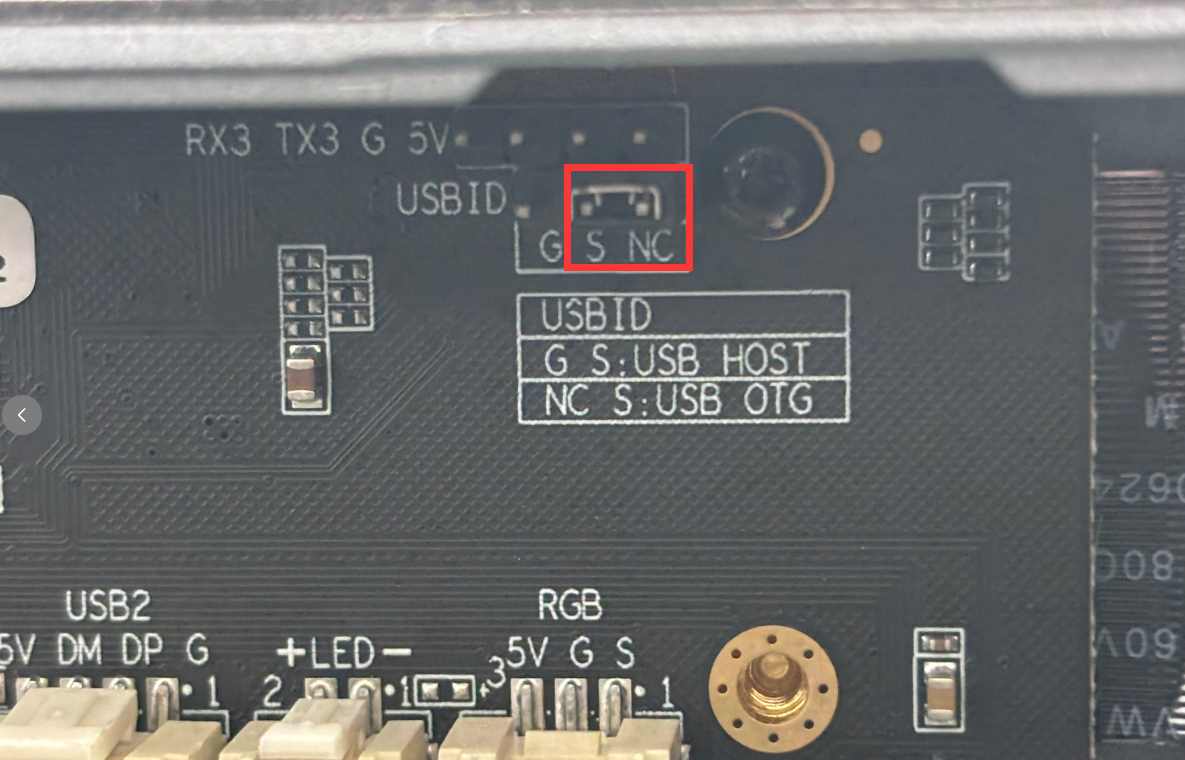 RX3 TX3 G 5V
USBID
G S NC
USBID
G S:USB HOST
NC S:USB OTG
USB2
5V DM DP G
1
+LED-
2
1
RGB
3
5V G S
1